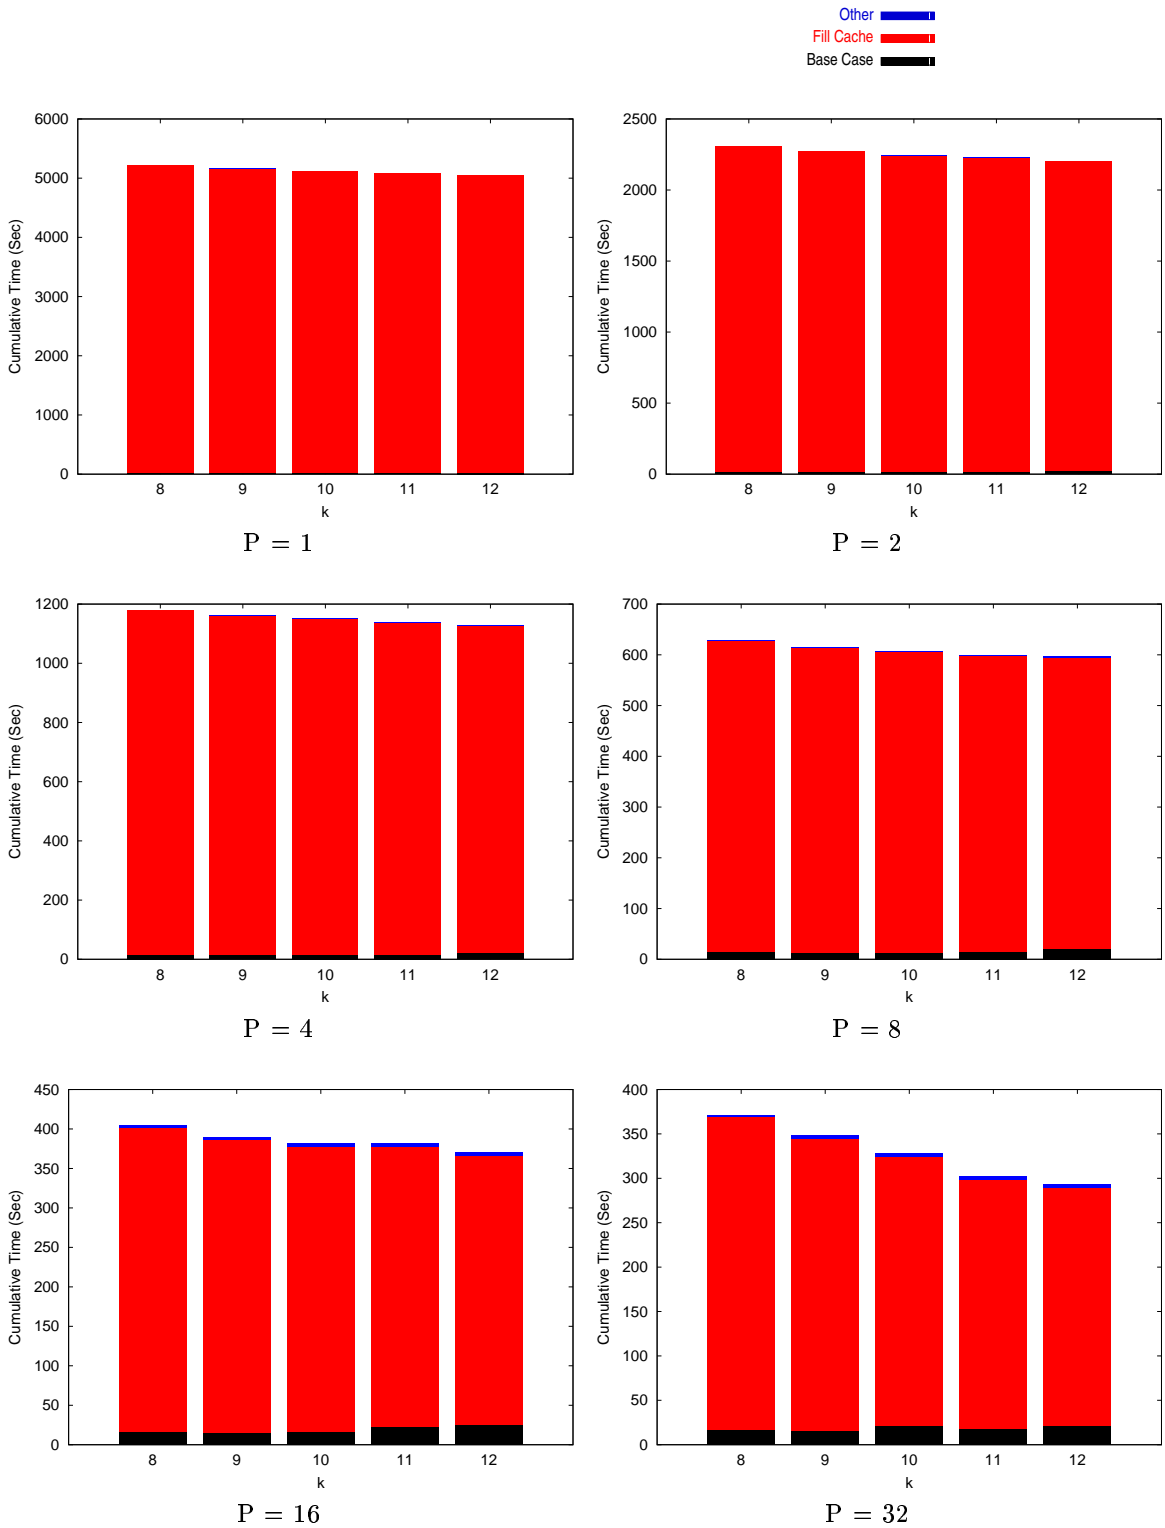 Other
Fill Cache
Base Case
6000
5000
4000
3000
2000
1000
0
Cumulative Time (Sec)
8 9 10 11 12
k
P = 1
2500
2000
1500
1000
500
0
Cumulative Time (Sec)
8 9 10 11 12
k
P = 2
1200
1000
800
600
400
200
0
Cumulative Time (Sec)
8 9 10 11 12
k
P = 4
700
600
500
400
300
200
100
0
Cumulative Time (Sec)
8 9 10 11 12
k
P = 8
450
400
350
300
250
200
150
100
50
0
Cumulative Time (Sec)
8 9 10 11 12
k
P = 16
400
350
300
250
200
150
100
50
0
Cumulative Time (Sec)
8 9 10 11 12
k
P = 32